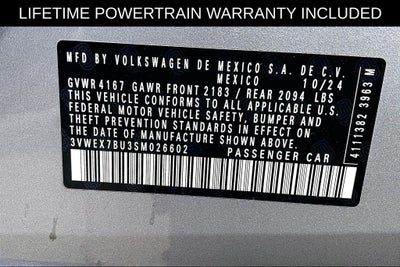 LIFETIME POWERTRAIN WARRANTY INCLUDED
MFD BY VOLKSWAGEN DE MEXICO S.A. DE C.V.
MEXICO 10/24
GVWR 4167 GAWR FRONT 2183 / REAR 2094 LBS
THIS VEHICLE CONFORMS TO ALL APPLICABLE U.S.
FEDERAL MOTOR VEHICLE SAFETY, BUMPER AND
THEFT PREVENTION STANDARDS IN EFFECT ON
THE DATE OF MANUFACTURE SHOWN ABOVE.
3VWEX7BU3SM026602 PASSENGER CAR
4111382 3963 M